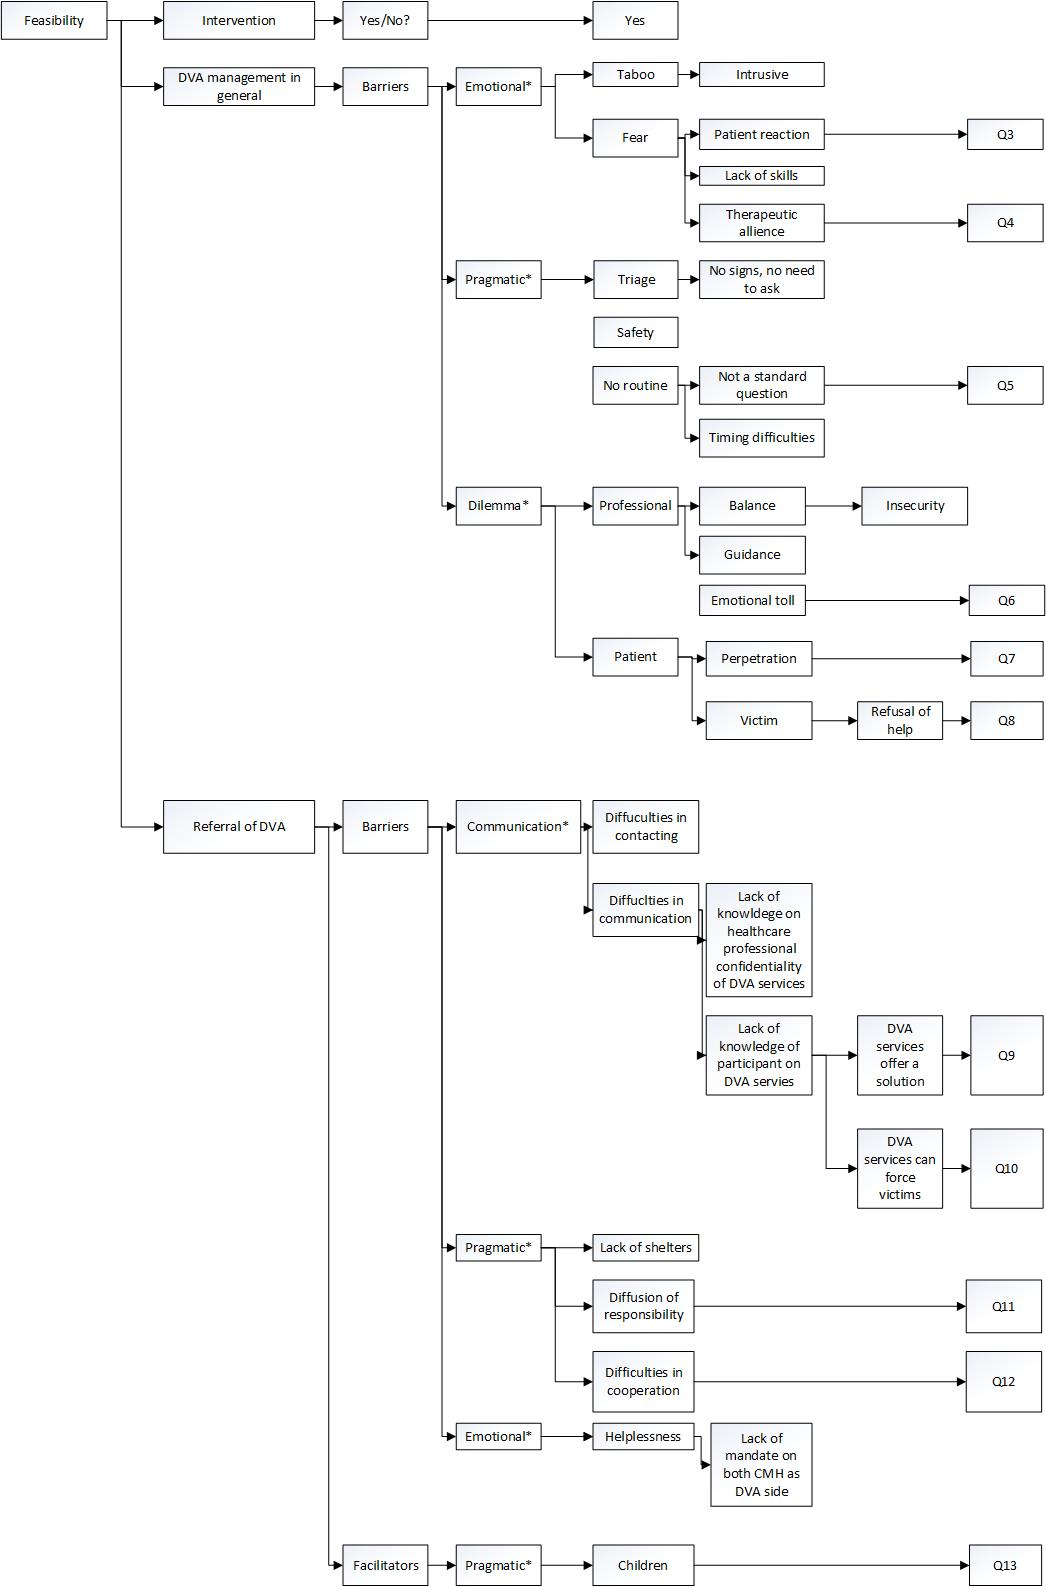 Feasibility
Intervention
Yes/No?
Yes
DVA management in
general
Barriers
Emotional*
Taboo
Intrusive
Fear
Patient reaction
Q3
Lack of skills
Therapeutic
allience
Q4
Pragmatic*
Triage
No signs, no need
to ask
Safety
No routine
Not a standard
question
Q5
Timing difficulties
Dilemma*
Professional
Balance
Insecurity
Guidance
Emotional toll
Q6
Patient
Perpetration
Q7
Victim
Refusal of
help
Q8
Referral of DVA
Barriers
Communication*
Diffuculties in
contacting
Diffuclties in
communication
Lack of
knowldege on
healthcare
professional
confidentiality
of DVA services
Lack of
knowledge of
participant on
DVA servies
DVA
services
offer a
solution
Q9
DVA
services can
force
victims
Q10
Pragmatic*
Lack of shelters
Diffusion of
responsibility
Q11
Difficulties in
cooperation
Q12
Emotional*
Helplessness
Lack of
mandate on
both CMH as
DVA side
Facilitators
Pragmatic*
Children
Q13